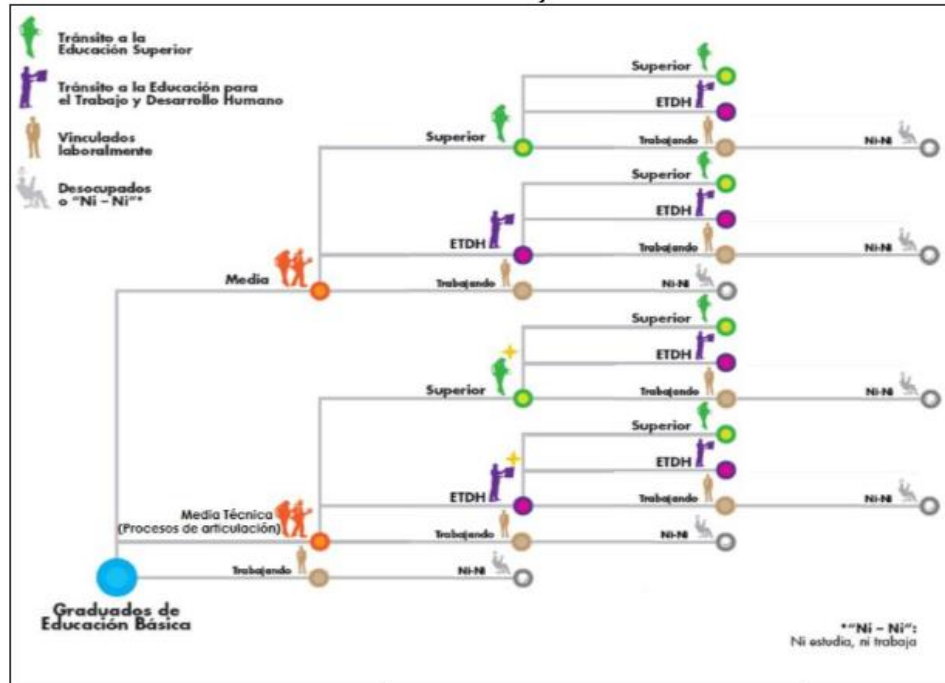 Tránsito a la
Educación Superior
Tránsito a la Educación para
el Trabajo y Desarrollo Humano
Vinculados
laboralmente
Desocupados
o "Ni – Ni"*
Superior
ETDH
Superior
Trabajando
Ni-Ni
Superior
ETDH
ETDH
Trabajando
Ni-Ni
Media
Trabajando
Ni-Ni
Superior
ETDH
Superior
Trabajando
Ni-Ni
Superior
ETDH
ETDH
Trabajando
Ni-Ni
Media Técnica
(Procesos de articulación)
Trabajando
Ni-Ni
Trabajando
Ni-Ni
Graduados de
Educación Básica
*"Ni – Ni":
Ni estudia, ni trabaja